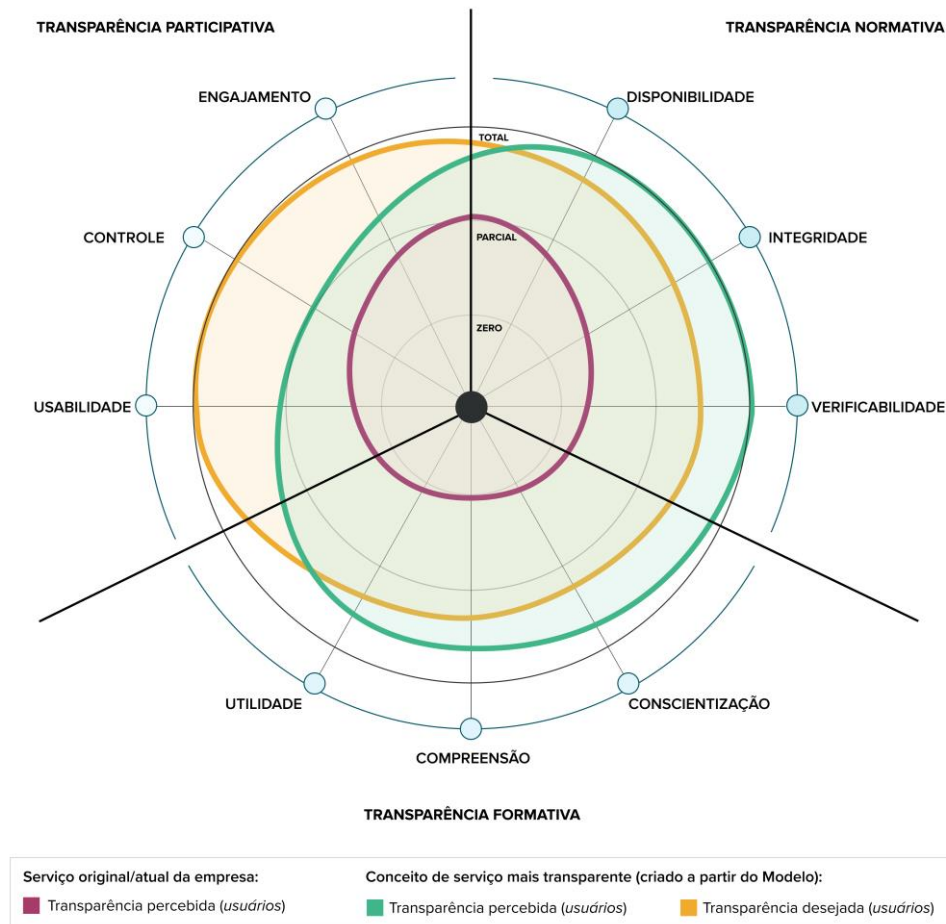 TRANSPARÊNCIA PARTICIPATIVA
TRANSPARÊNCIA NORMATIVA
ENGAJAMENTO
DISPONIBILIDADE
TOTAL
CONTROLE
PARCIAL
INTEGRIDADE
ZERO
USABILIDADE
VERIFICABILIDADE
UTILIDADE
CONSCIENTIZAÇÃO
COMPREENSÃO
TRANSPARÊNCIA FORMATIVA
Serviço original/atual da empresa:
Transparência percebida (usuários)
Conceito de serviço mais transparente (criado a partir do Modelo):
Transparência percebida (usuários)
Transparência desejada (usuários)